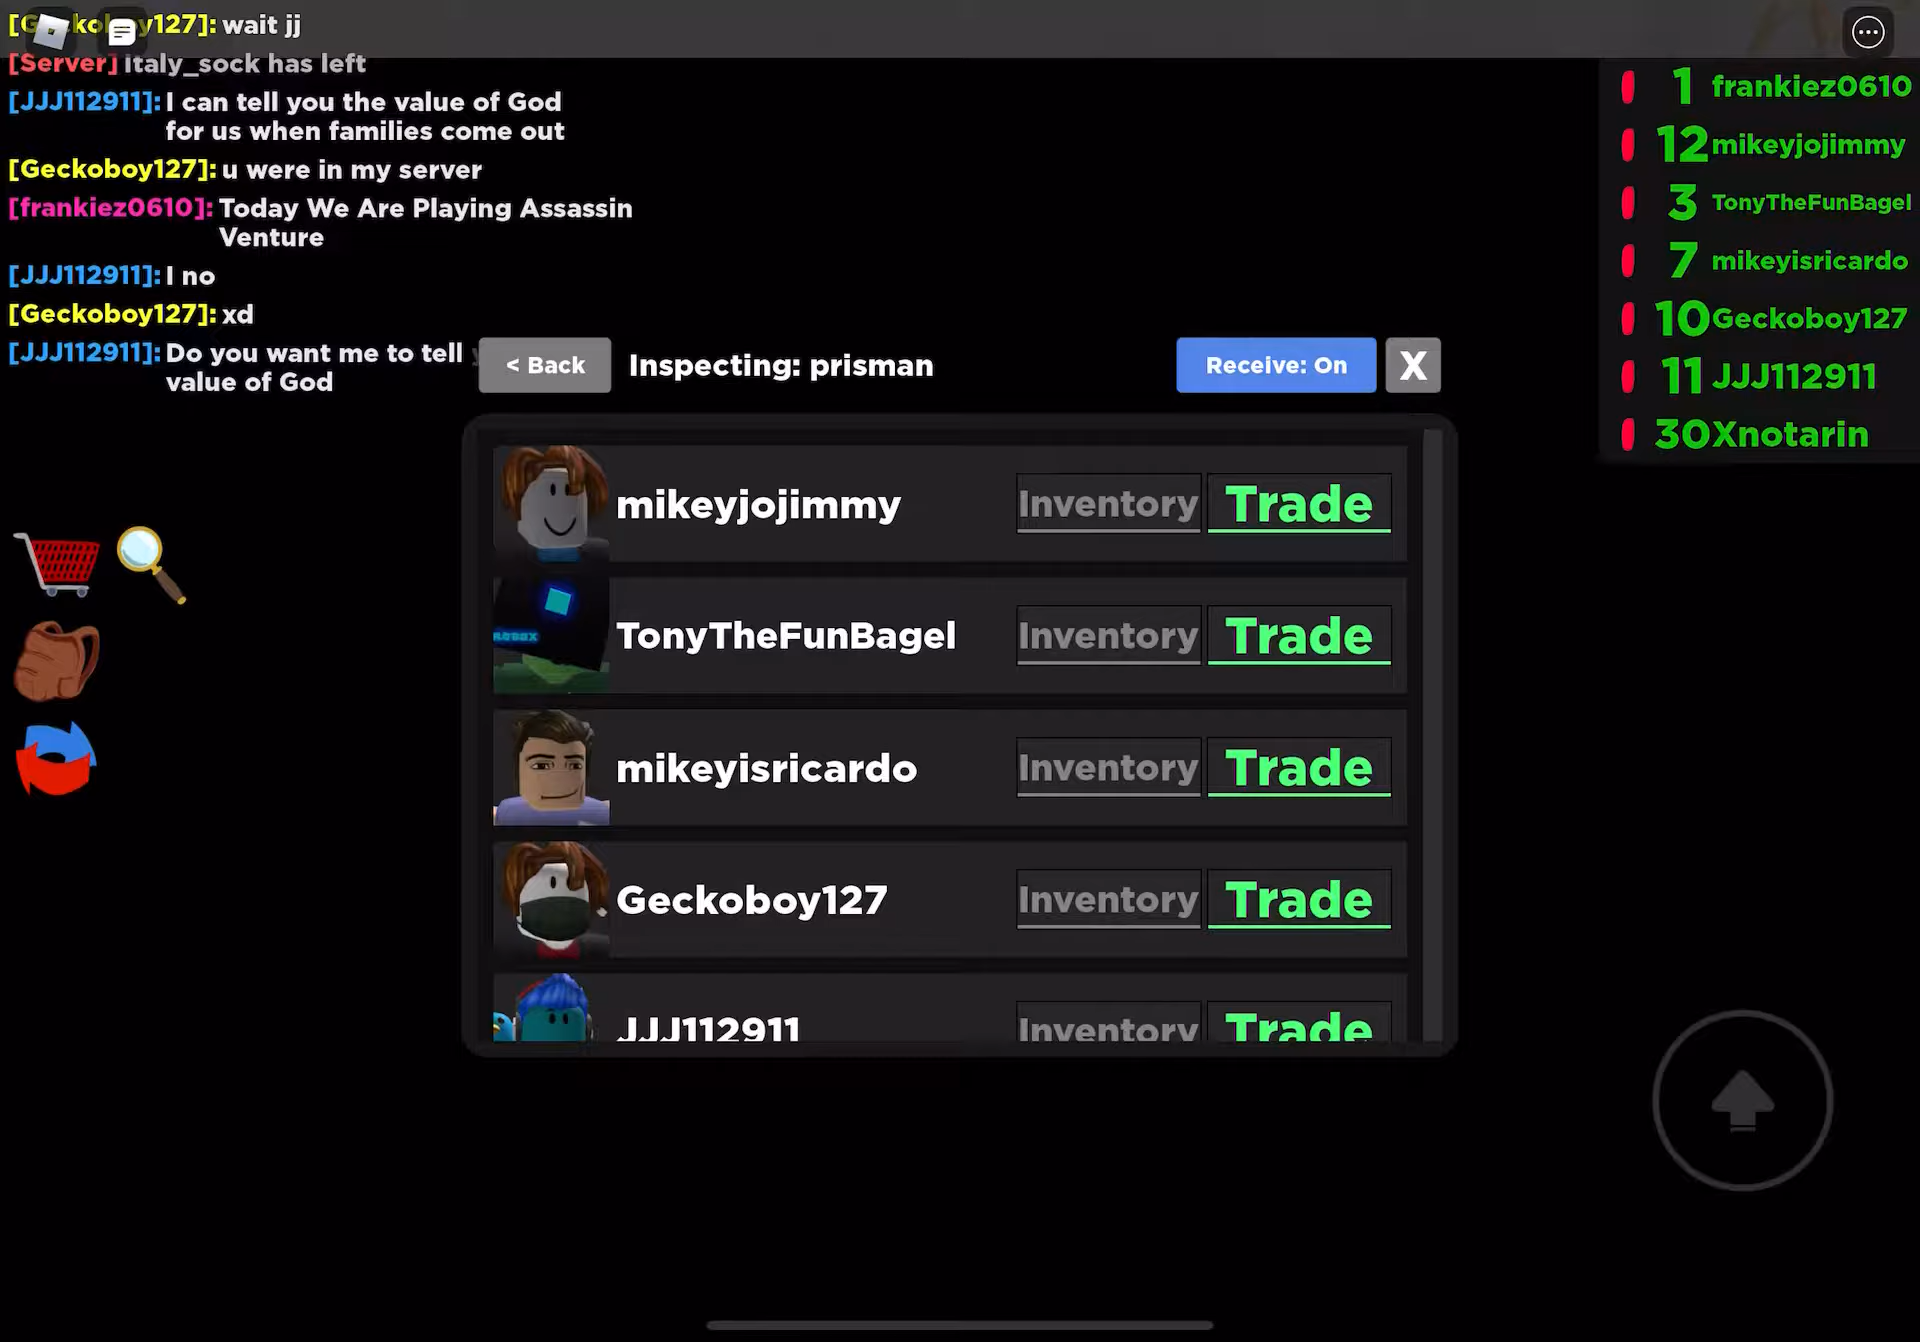 [Geckoboy127]: wait jj
[Server] italy_sock has left
[JJJ112911]: I can tell you the value of God
for us when families come out
[Geckoboy127]: u were in my server
[frankiez0610]: Today We Are Playing Assassin
Venture
[JJJ112911]: I no
[Geckoboy127]: xd
[JJJ112911]: Do you want me to tell
value of God
1 frankiez0610
12 mikeyjojimmy
3 TonyTheFunBagel
7 mikeyisricardo
10 Geckoboy127
11 JJJ112911
30 Xnotarin
< Back Inspecting: prisman Receive: On X
mikeyjojimmy Inventory Trade
TonyTheFunBagel Inventory Trade
mikeyisricardo Inventory Trade
Geckoboy127 Inventory Trade
JJJ112911 Inventory Trade